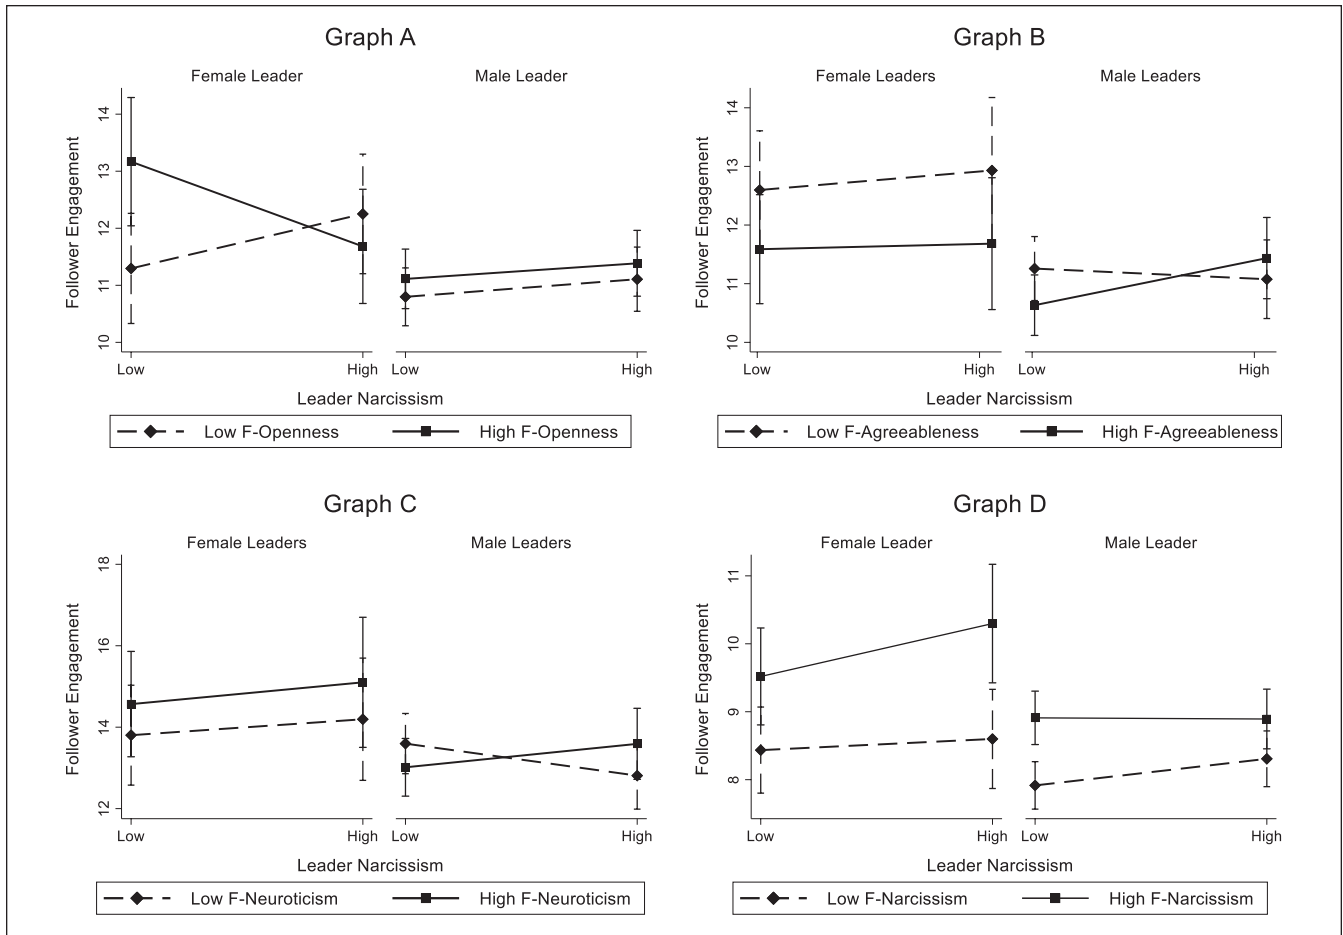 Graph A
Female Leader Male Leader
Follower Engagement
14
13
12
11
10
Low High Low High
Leader Narcissism
Low F-Openness High F-Openness
Graph B
Female Leaders Male Leaders
Follower Engagement
14
13
12
11
10
Low High Low High
Leader Narcissism
Low F-Agreeableness High F-Agreeableness
Graph C
Female Leaders Male Leaders
Follower Engagement
18
16
14
12
Low High Low High
Leader Narcissism
Low F-Neuroticism High F-Neuroticism
Graph D
Female Leader Male Leader
Follower Engagement
11
10
9
8
Low High Low High
Leader Narcissism
Low F-Narcissism High F-Narcissism